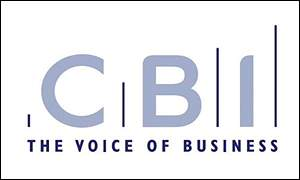 CBI
THE VOICE OF BUSINESS